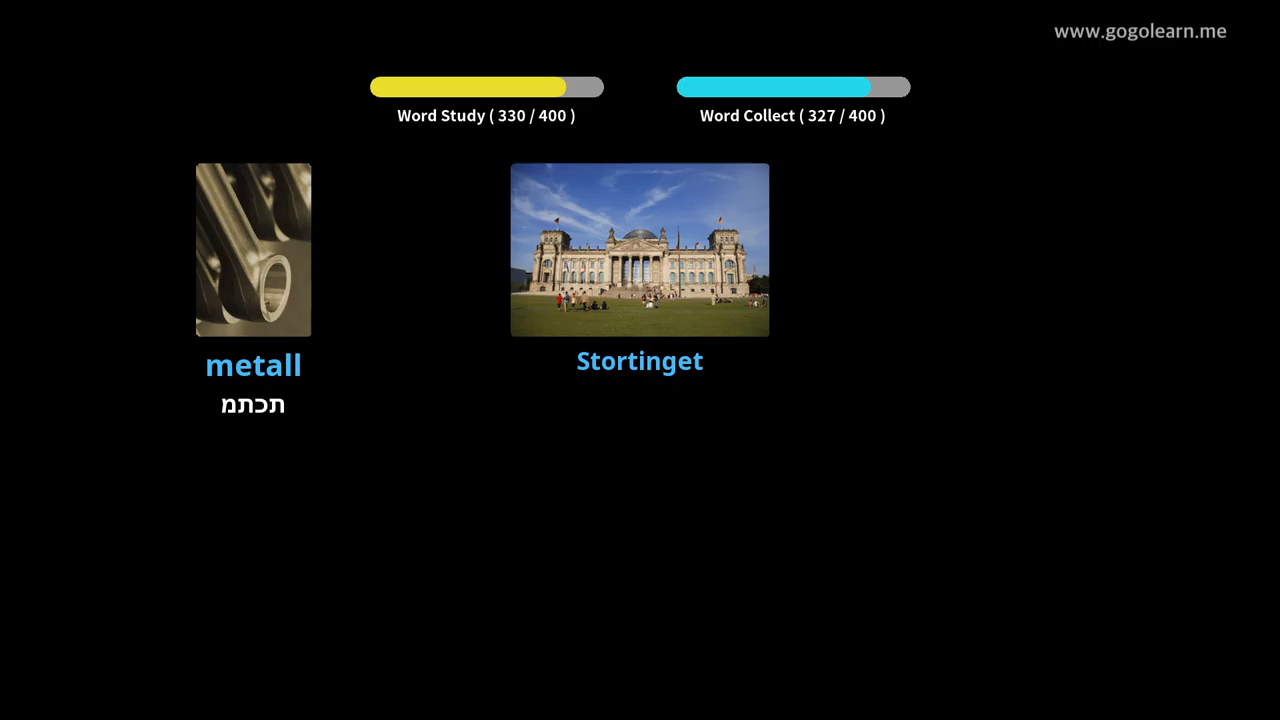 www.gogolearn.me
Word Study ( 330 / 400 )
Word Collect ( 327 / 400 )
metall
תכתמ
Stortinget